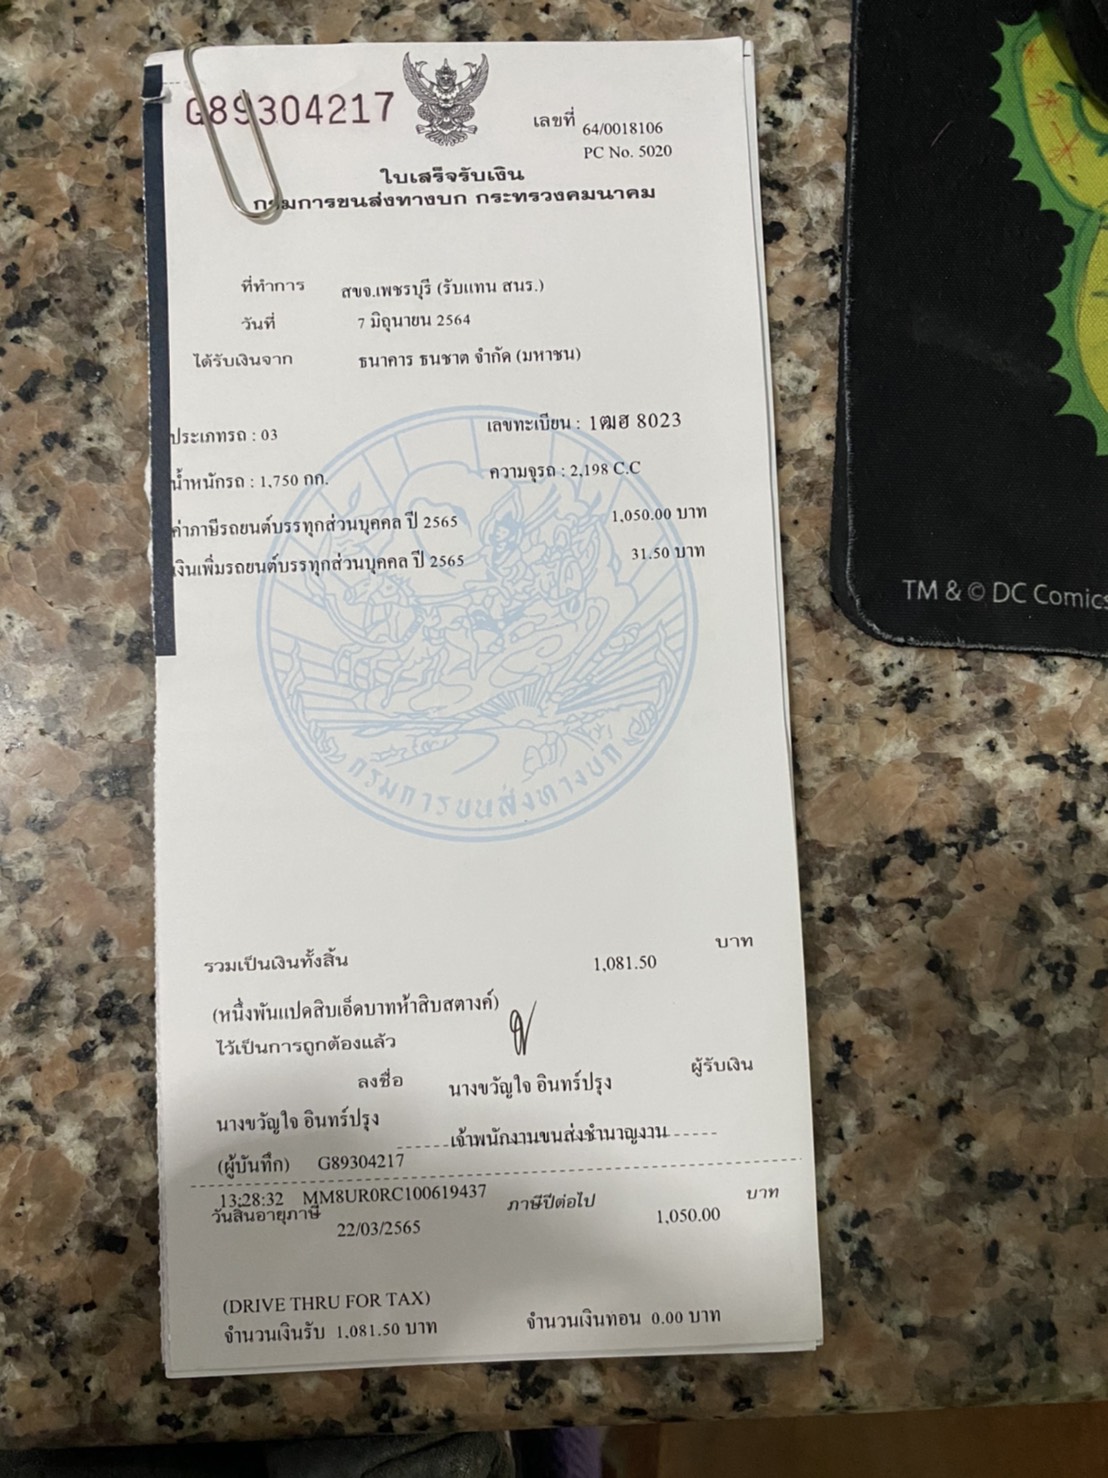 G89304217
เลขที่ 64/0018106
PC No. 5020
ใบเสร็จรับเงิน
กรมการขนส่งทางบก กระทรวงคมนาคม
ที่ทำการ สขจ.เพชรบุรี (รับแทน สนร.)
วันที่ 7 มิถุนายน 2564
ได้รับเงินจาก ธนาคาร ธนชาต จำกัด (มหาชน)
ประเภทรถ : 03 เลขทะเบียน : 1ฒฮ 8023
น้ำหนักรถ : 1,750 กก. ความจุรถ : 2,198 C.C
ค่าภาษีรถยนต์บรรทุกส่วนบุคคล ปี 2565 1,050.00 บาท
เงินเพิ่มรถยนต์บรรทุกส่วนบุคคล ปี 2565 31.50 บาท
กรมการขนส่งทางบก
รวมเป็นเงินทั้งสิ้น 1,081.50 บาท
(หนึ่งพันแปดสิบเอ็ดบาทห้าสิบสตางค์)
ไว้เป็นการถูกต้องแล้ว
ลงชื่อ นางขวัญใจ อินทร์ปรุง ผู้รับเงิน
นางขวัญใจ อินทร์ปรุง เจ้าพนักงานขนส่งชำนาญงาน
(ผู้บันทึก) G89304217
13:28:32 MM8UR0RC100619437
วันสิ้นอายุภาษี 22/03/2565 ภาษีปีต่อไป 1,050.00 บาท
(DRIVE THRU FOR TAX)
จำนวนเงินรับ 1,081.50 บาท จำนวนเงินทอน 0.00 บาท
TM & © DC Comics